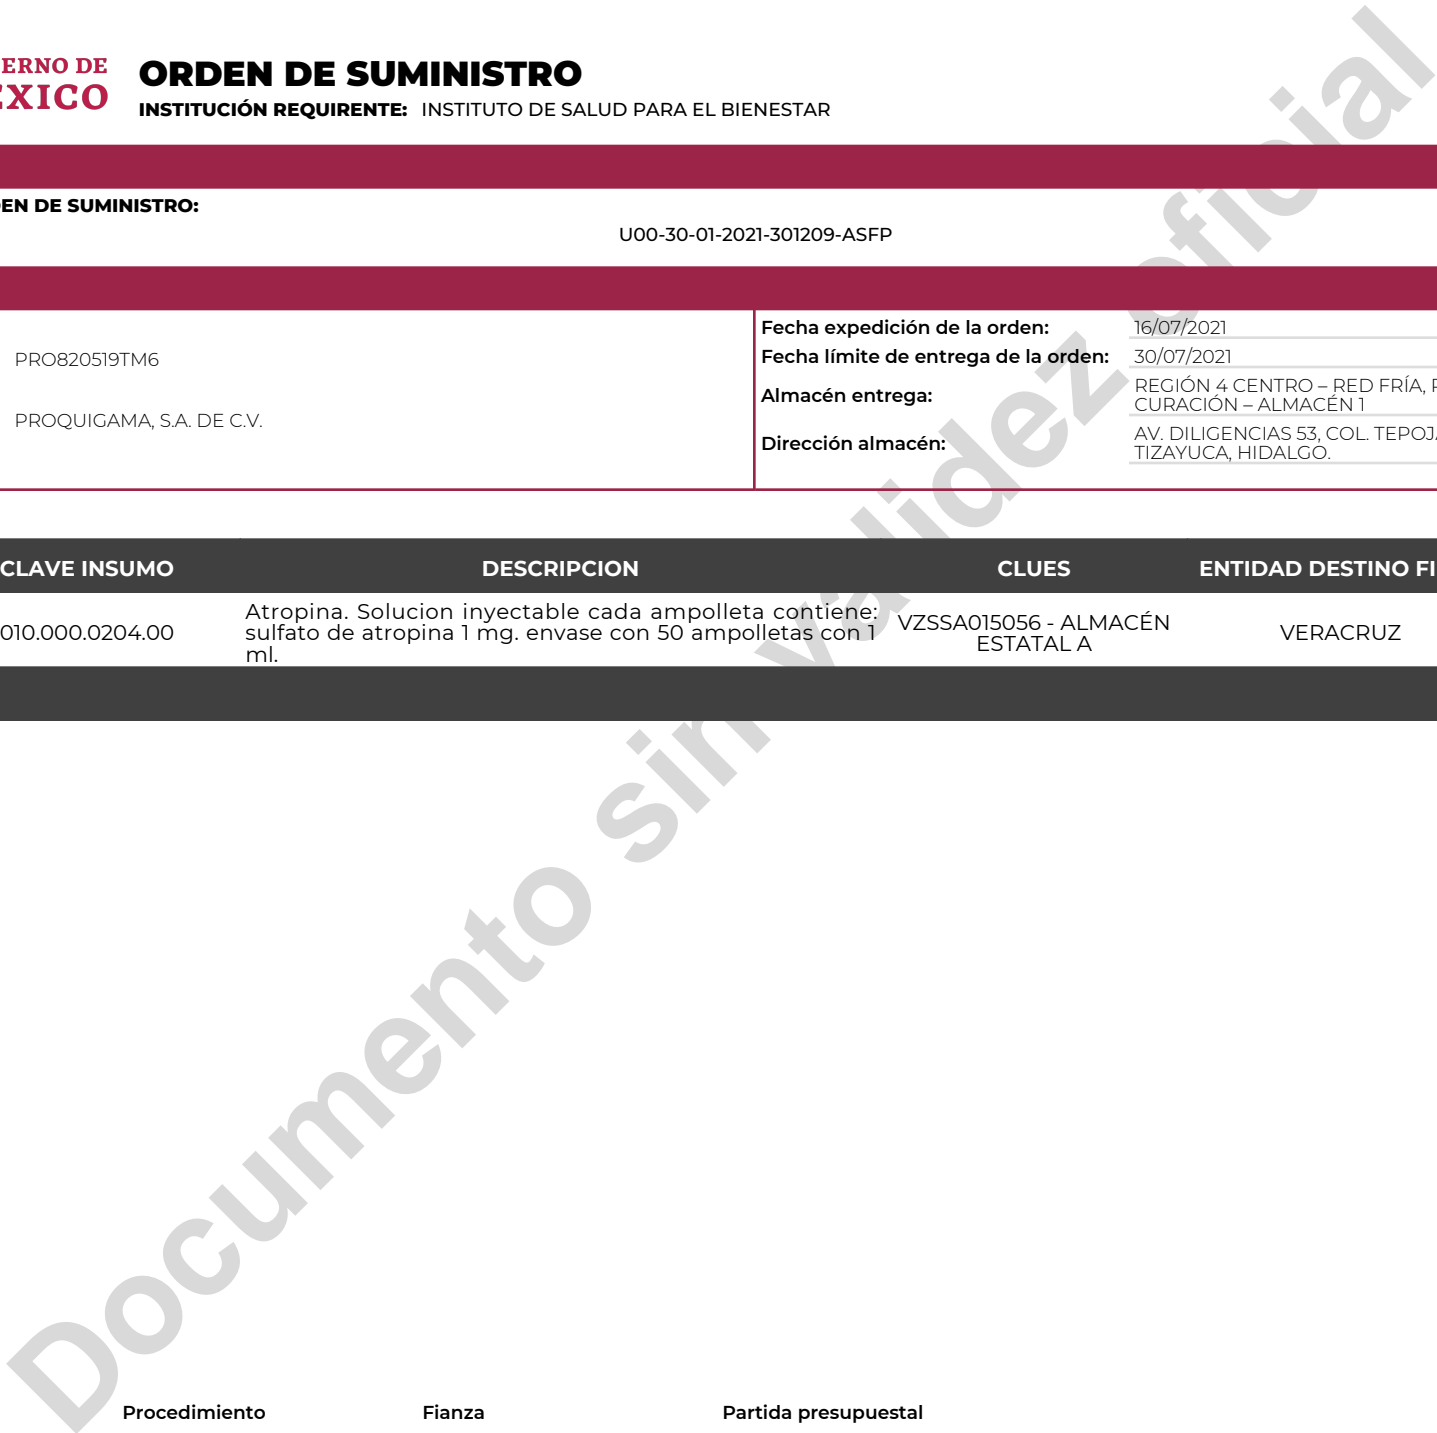 ERNO DE
EXICO
ORDEN DE SUMINISTRO
INSTITUCIÓN REQUIRENTE: INSTITUTO DE SALUD PARA EL BIENESTAR
EN DE SUMINISTRO:
U00-30-01-2021-301209-ASFP
PRO820519TM6
PROQUIGAMA, S.A. DE C.V.
Fecha expedición de la orden: 16/07/2021
Fecha límite de entrega de la orden: 30/07/2021
Almacén entrega: REGIÓN 4 CENTRO – RED FRÍA,
CURACIÓN – ALMACÉN 1
Dirección almacén: AV. DILIGENCIAS 53, COL. TEPOJ
TIZAYUCA, HIDALGO.
CLAVE INSUMO DESCRIPCION CLUES ENTIDAD DESTINO FI
010.000.0204.00
Atropina. Solucion inyectable cada ampolleta contiene:
sulfato de atropina 1 mg. envase con 50 ampolletas con 1
ml.
VZSSA015056 - ALMACÉN
ESTATAL A
VERACRUZ
Documento sin validez oficial
Procedimiento Fianza Partida presupuestal